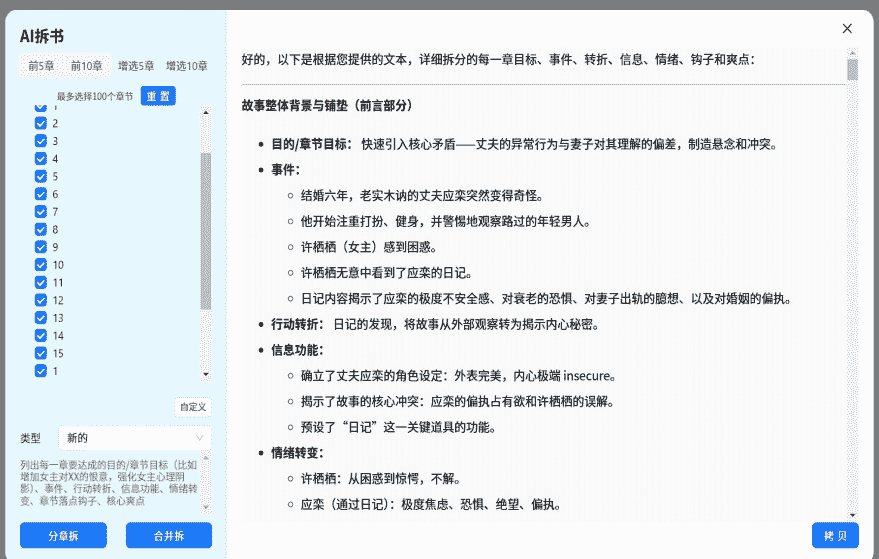 AI拆书
前5章 前10章 增选5章 增选10章
最多选择100个章节 重 置
2
3
4
5
6
7
8
9
10
11
12
13
14
15
1
自定义
类型 新的
列出每一章要达成的目的/章节目标（比如
增加女主对XX的恨意，强化女主心理阴
影）、事件、行动转折、信息功能、情绪转
变、章节落点钩子、核心爽点
分章拆 合并拆
好的，以下是根据您提供的文本，详细拆分的每一章目标、事件、转折、信息、情绪、钩子和爽点：
故事整体背景与铺垫（前言部分）
目的/章节目标： 快速引入核心矛盾——丈夫的异常行为与妻子对其理解的偏差，制造悬念和冲突。
事件：
结婚六年，老实木讷的丈夫应栾突然变得奇怪。
他开始注重打扮、健身，并警惕地观察路过的年轻男人。
许栖栖（女主）感到困惑。
许栖栖无意中看到了应栾的日记。
日记内容揭示了应栾的极度不安全感、对衰老的恐惧、对妻子出轨的臆想、以及对婚姻的偏执。
行动转折： 日记的发现，将故事从外部观察转为揭示内心秘密。
信息功能：
确立了丈夫应栾的角色设定：外表完美，内心极端 insecure。
揭示了故事的核心冲突：应栾的偏执占有欲和许栖栖的误解。
预设了“日记”这一关键道具的功能。
情绪转变：
许栖栖：从困惑到惊愕，不解。
应栾（通过日记）：极度焦虑、恐惧、绝望、偏执。
拷 贝